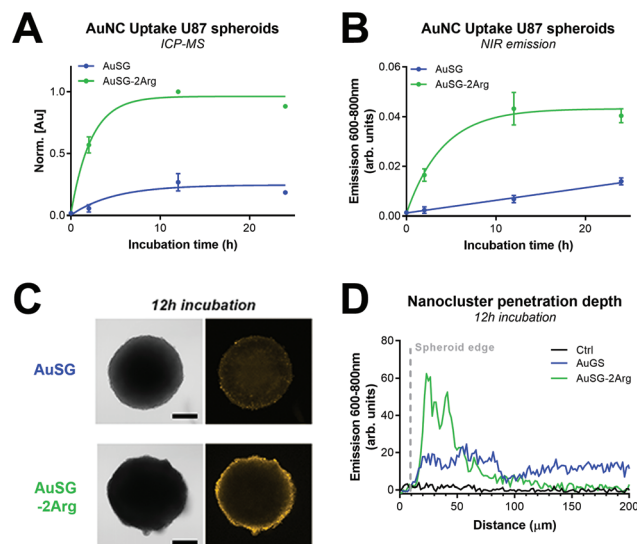 A
AuNC Uptake U87 spheroids
ICP-MS
AuSG
AuSG-2Arg
Norm. [Au]
1.0
0.5
0.0
0
10
20
Incubation time (h)
B
AuNC Uptake U87 spheroids
NIR emission
AuSG
AuSG-2Arg
Emissison 600-800nm
(arb. units)
0.06
0.04
0.02
0.00
0
10
20
Incubation time (h)
C
12h incubation
AuSG
AuSG
-2Arg
D
Nanocluster penetration depth
12h incubation
Spheroid edge
Ctrl
AuGS
AuSG-2Arg
Emissison 600-800nm
(arb. units)
80
60
40
20
0
0
50
100
150
200
Distance (μm)